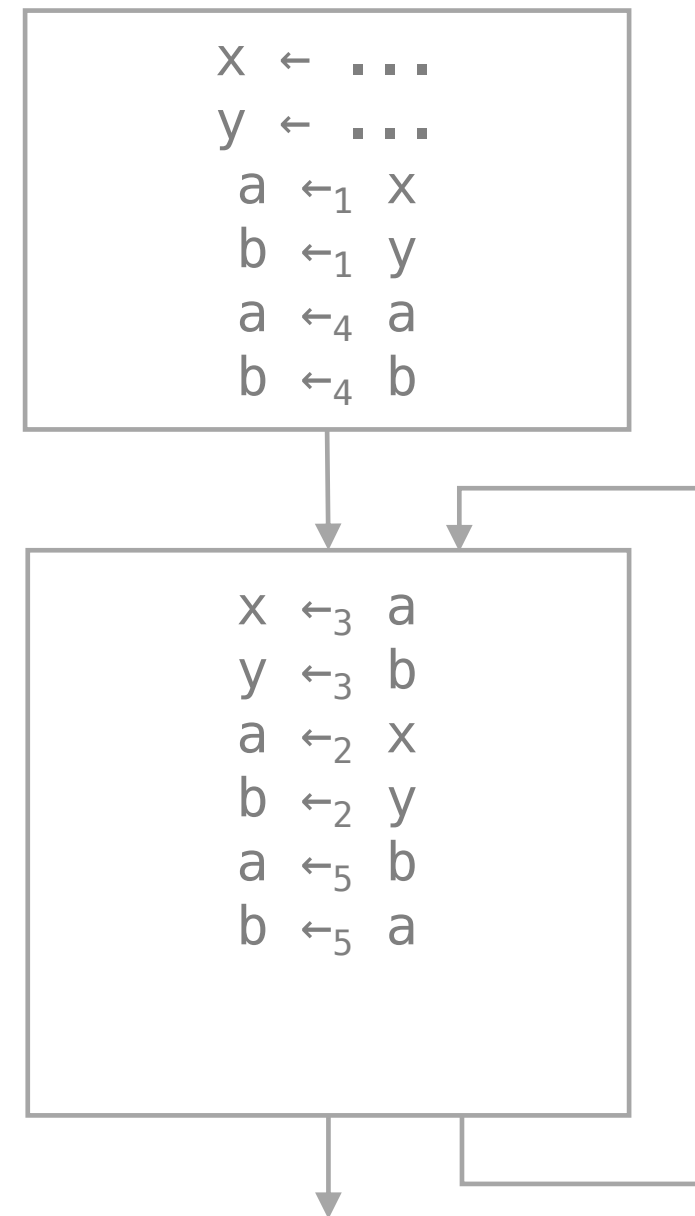 x ← ...
y ← ...
a ←₁ x
b ←₁ y
a ←₄ a
b ←₄ b
x ←₃ a
y ←₃ b
a ←₂ x
b ←₂ y
a ←₅ b
b ←₅ a